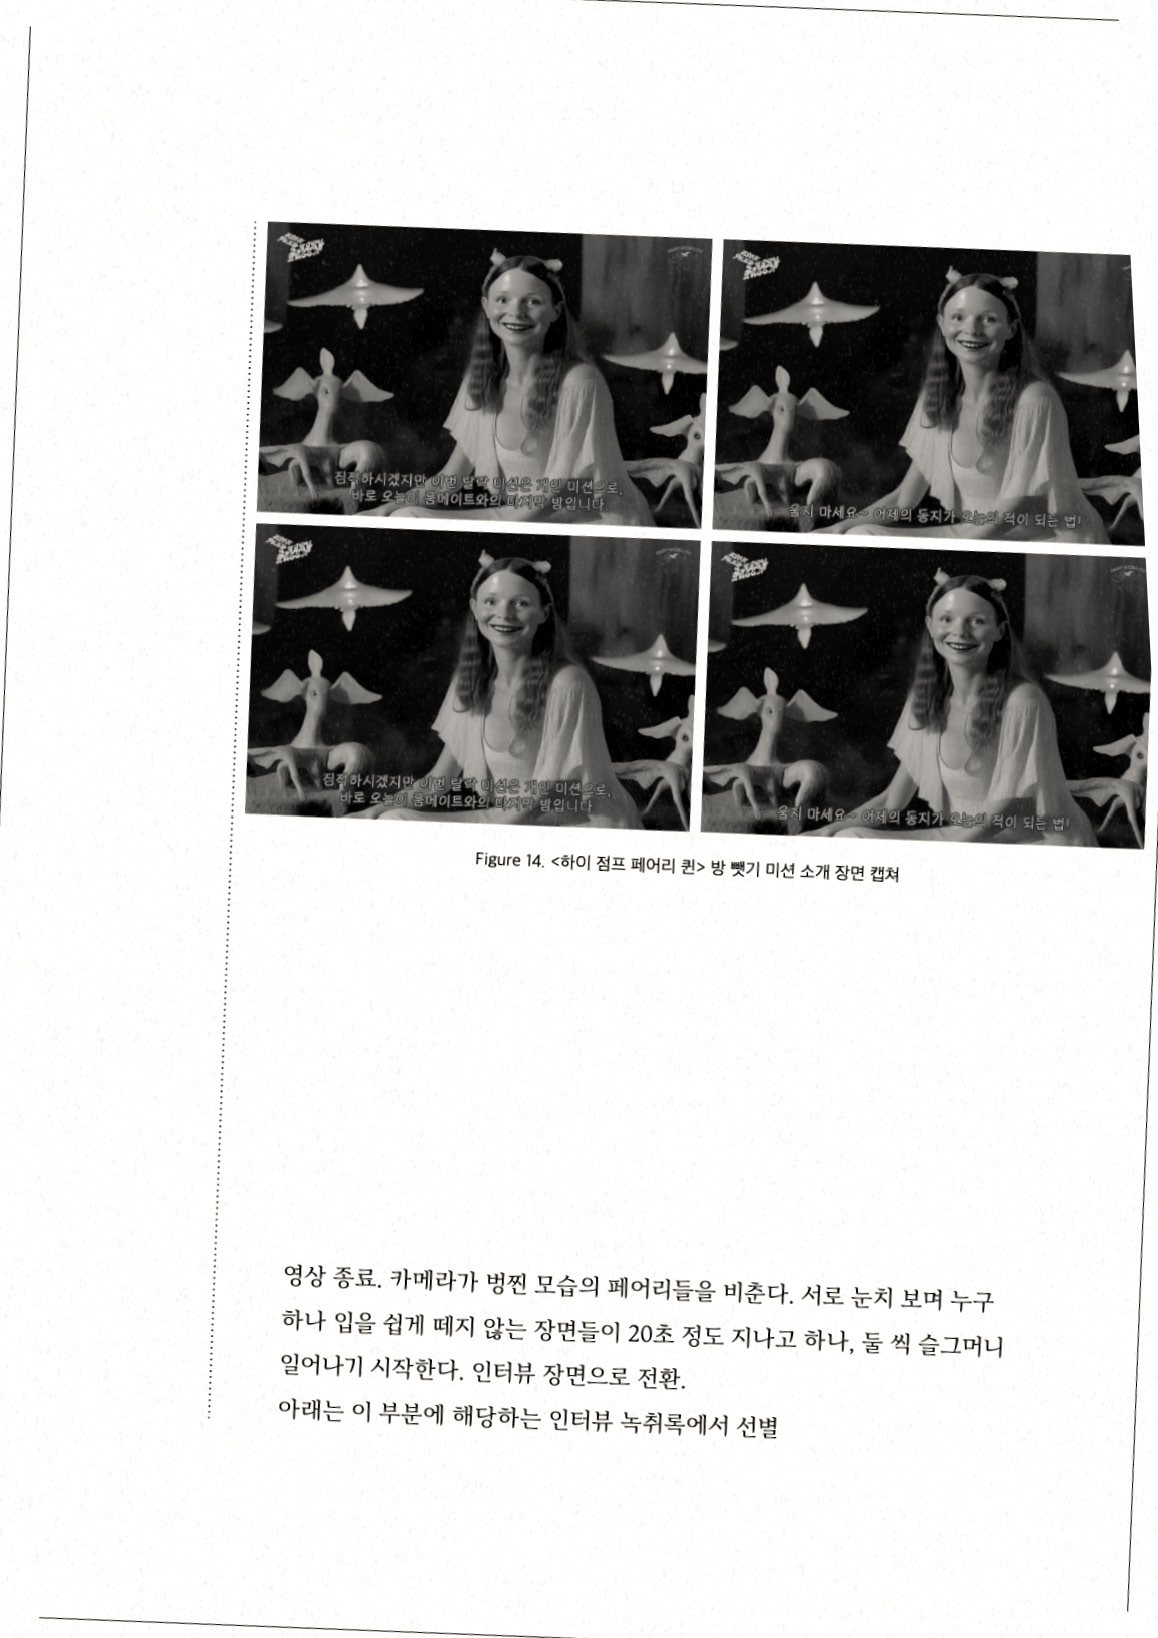 짐작하시겠지만 이번 탈락 미션은 개인 미션으로,
바로 오늘이 룸메이트와의 마지막 밤입니다
울지 마세요~ 어제의 동지가 오늘의 적이 되는 법!
짐작하시겠지만 이번 탈락 미션은 개인 미션으로,
바로 오늘이 룸메이트와의 마지막 밤입니다
울지 마세요~ 어제의 동지가 오늘의 적이 되는 법!
Figure 14. <하이 점프 페어리 퀸> 방 뺏기 미션 소개 장면 캡쳐
영상 종료. 카메라가 벙찐 모습의 페어리들을 비춘다. 서로 눈치 보며 누구
하나 입을 쉽게 떼지 않는 장면들이 20초 정도 지나고 하나, 둘 씩 슬그머니
일어나기 시작한다. 인터뷰 장면으로 전환.
아래는 이 부분에 해당하는 인터뷰 녹취록에서 선별